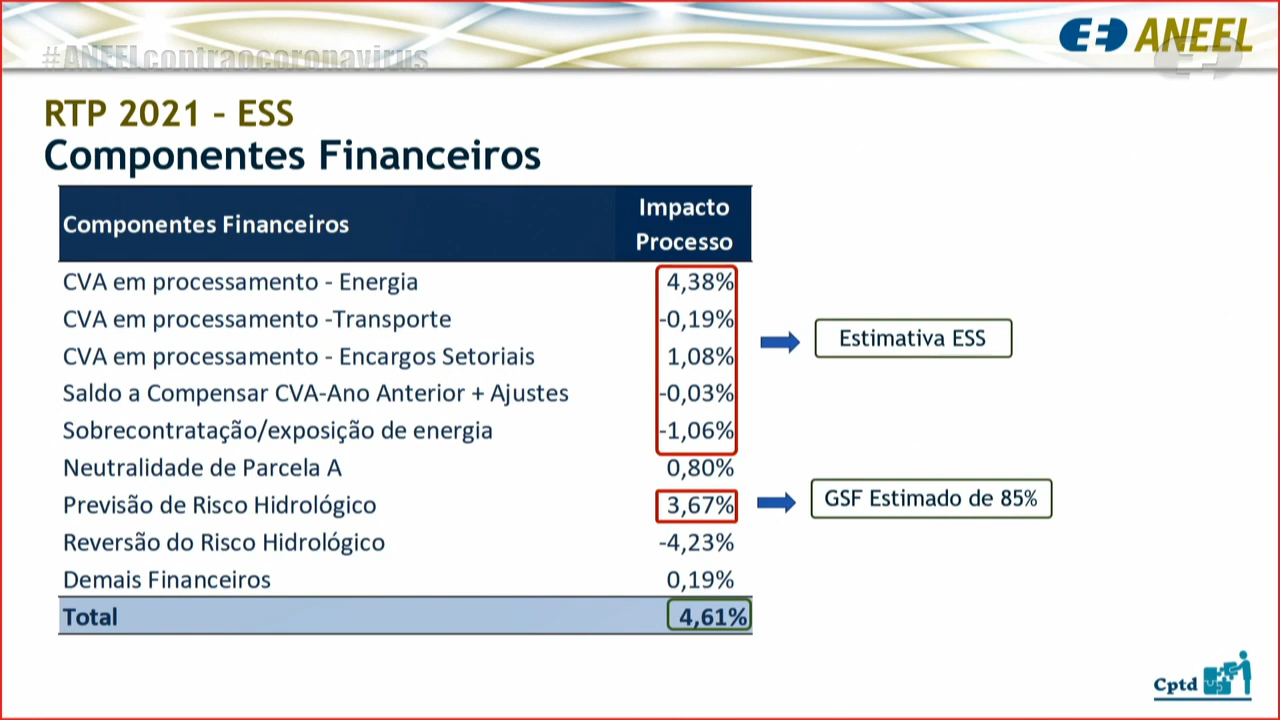 #ANEELcontraocoronavirus
ANEEL
RTP 2021 - ESS
Componentes Financeiros
Componentes Financeiros Impacto Processo
CVA em processamento - Energia 4,38%
CVA em processamento -Transporte -0,19%
Estimativa ESS
CVA em processamento - Encargos Setoriais 1,08%
Saldo a Compensar CVA-Ano Anterior + Ajustes -0,03%
Sobrecontratação/exposição de energia -1,06%
Neutralidade de Parcela A 0,80%
Previsão de Risco Hidrológico 3,67% GSF Estimado de 85%
Reversão do Risco Hidrológico -4,23%
Demais Financeiros 0,19%
Total 4,61%
Cptd